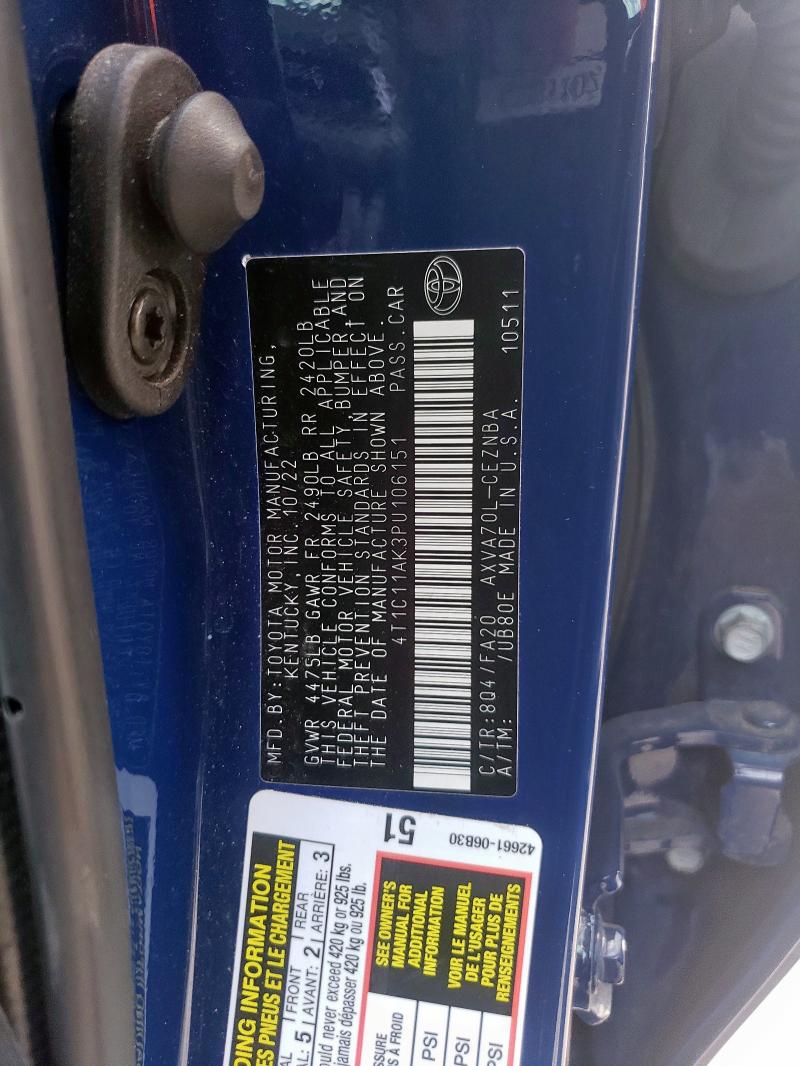 MFD.BY:TOYOTA MOTOR MANUFACTURING,
KENTUCKY, INC. 10/22
GVWR 4475LB GAWR FR 2490LB RR 2420LB
THIS VEHICLE CONFORMS TO ALL APPLICABLE
FEDERAL MOTOR VEHICLE SAFETY,BUMPER,AND
THEFT PREVENTION STANDARDS IN EFFECT ON
THE DATE OF MANUFACTURE SHOWN ABOVE.
4T1C11AK3PU106151 PASS.CAR
C/TR:8Q4/FA20 AXVA70L-CEZNBA
A/TM: /UB80E MADE IN U.S.A. 10511
DING INFORMATION
ES PNEUS ET LE CHARGEMENT
51
42661-06B30
AL FRONT REAR
AL: 5 AVANT: 2 ARRIÈRE: 3
ould never exceed 420 kg or 925 lbs.
jamais dépasser 420 kg ou 925 lb.
SSURE
S À FROID
PSI
PSI
PSI
SEE OWNER'S
MANUAL FOR
ADDITIONAL
INFORMATION
VOIR LE MANUEL
DE L'USAGER
POUR PLUS DE
RENSEIGNEMENTS